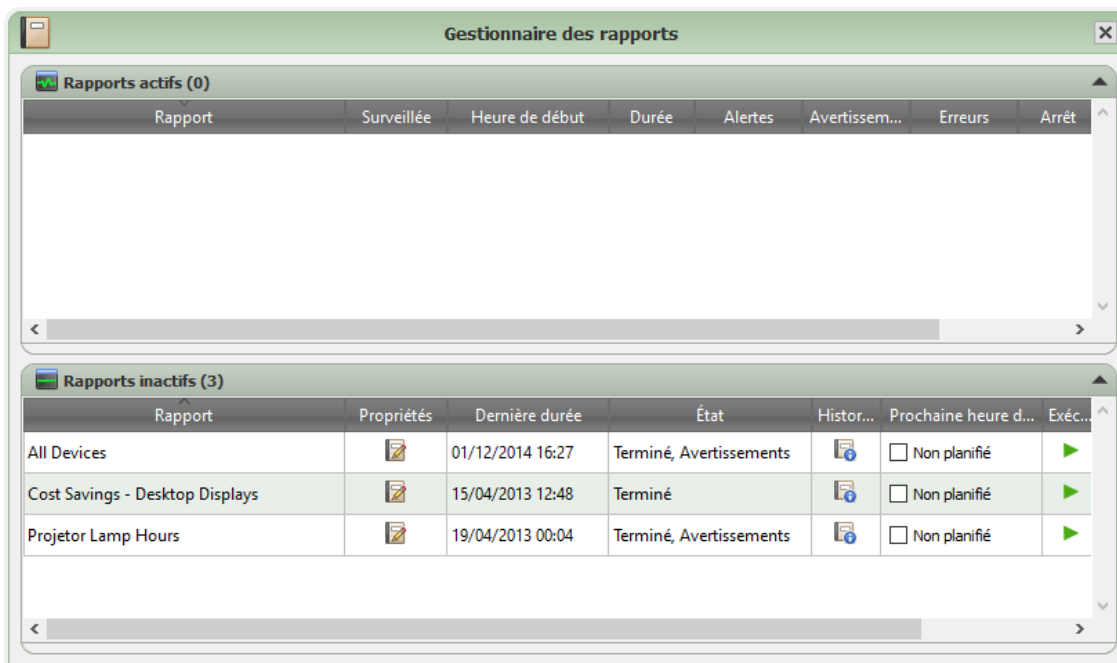 Gestionnaire des rapports
Rapports actifs (0)
Rapport Surveillée Heure de début Durée Alertes Avertissem... Erreurs Arrêt
Rapports inactifs (3)
Rapport Propriétés Dernière durée État Histor... Prochaine heure d... Exéc...
All Devices 01/12/2014 16:27 Terminé, Avertissements Non planifié
Cost Savings - Desktop Displays 15/04/2013 12:48 Terminé Non planifié
Projetor Lamp Hours 19/04/2013 00:04 Terminé, Avertissements Non planifié